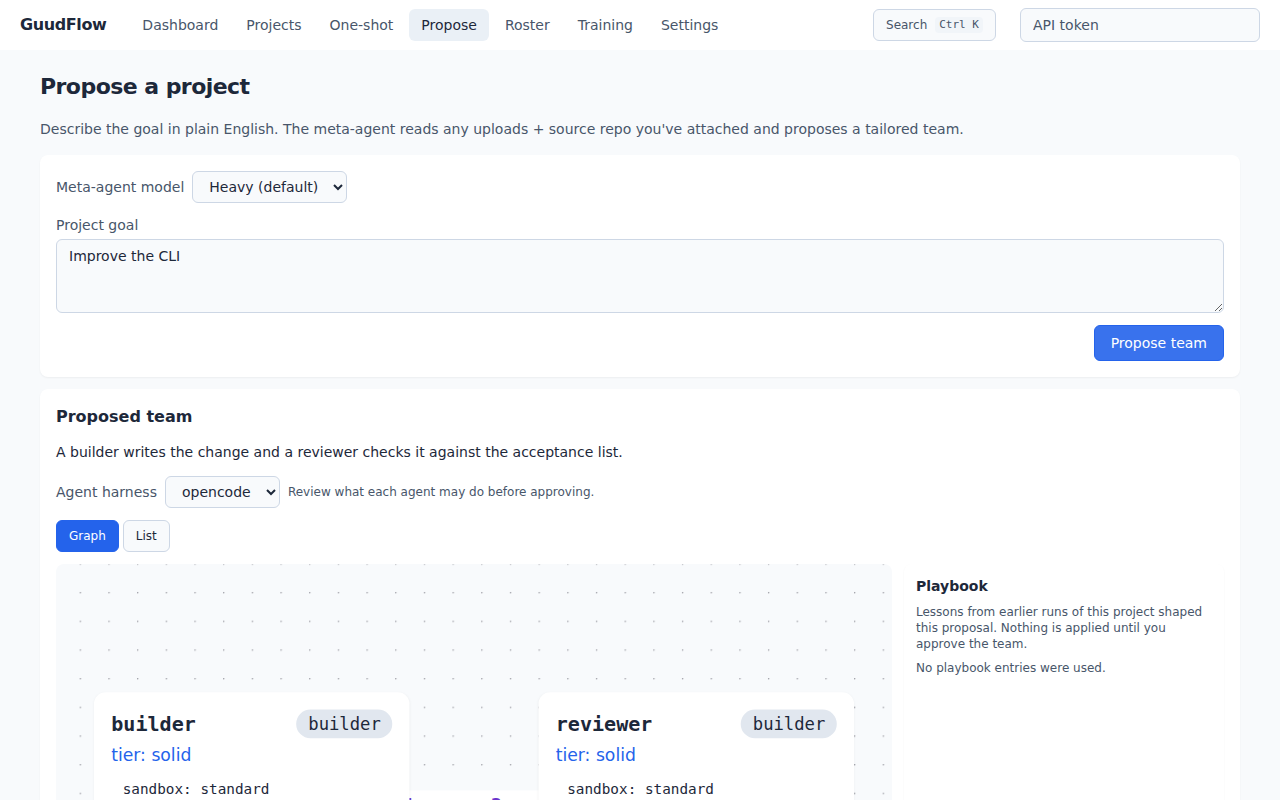 GuudFlow Dashboard Projects One-shot Propose Roster Training Settings Search Ctrl K API token
Propose a project
Describe the goal in plain English. The meta-agent reads any uploads + source repo you've attached and proposes a tailored team.
Meta-agent model Heavy (default)
Project goal
Improve the CLI
Propose team
Proposed team
A builder writes the change and a reviewer checks it against the acceptance list.
Agent harness opencode Review what each agent may do before approving.
Graph List
builder builder
tier: solid
sandbox: standard
reviewer builder
tier: solid
sandbox: standard
Playbook
Lessons from earlier runs of this project shaped
this proposal. Nothing is applied until you
approve the team.
No playbook entries were used.